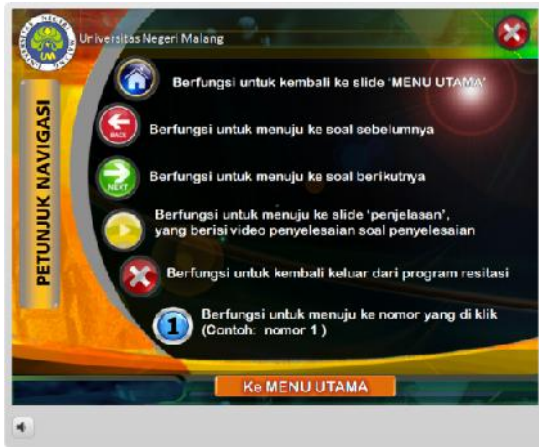 Universitas Negeri Malang
PETUNJUK NAVIGASI
Berfungsi untuk kembali ke slide ‘MENU UTAMA’
BACK
Berfungsi untuk menuju ke soal sebelumnya
NEXT
Berfungsi untuk menuju ke soal berikutnya
Berfungsi untuk menuju ke slide ‘penjelasan’,
yang berisi video penyelesaian soal penyelesaian
Berfungsi untuk kembali keluar dari program resitasi
1
Berfungsi untuk menuju ke nomor yang di klik
(Contoh: nomor 1 )
Ke MENU UTAMA